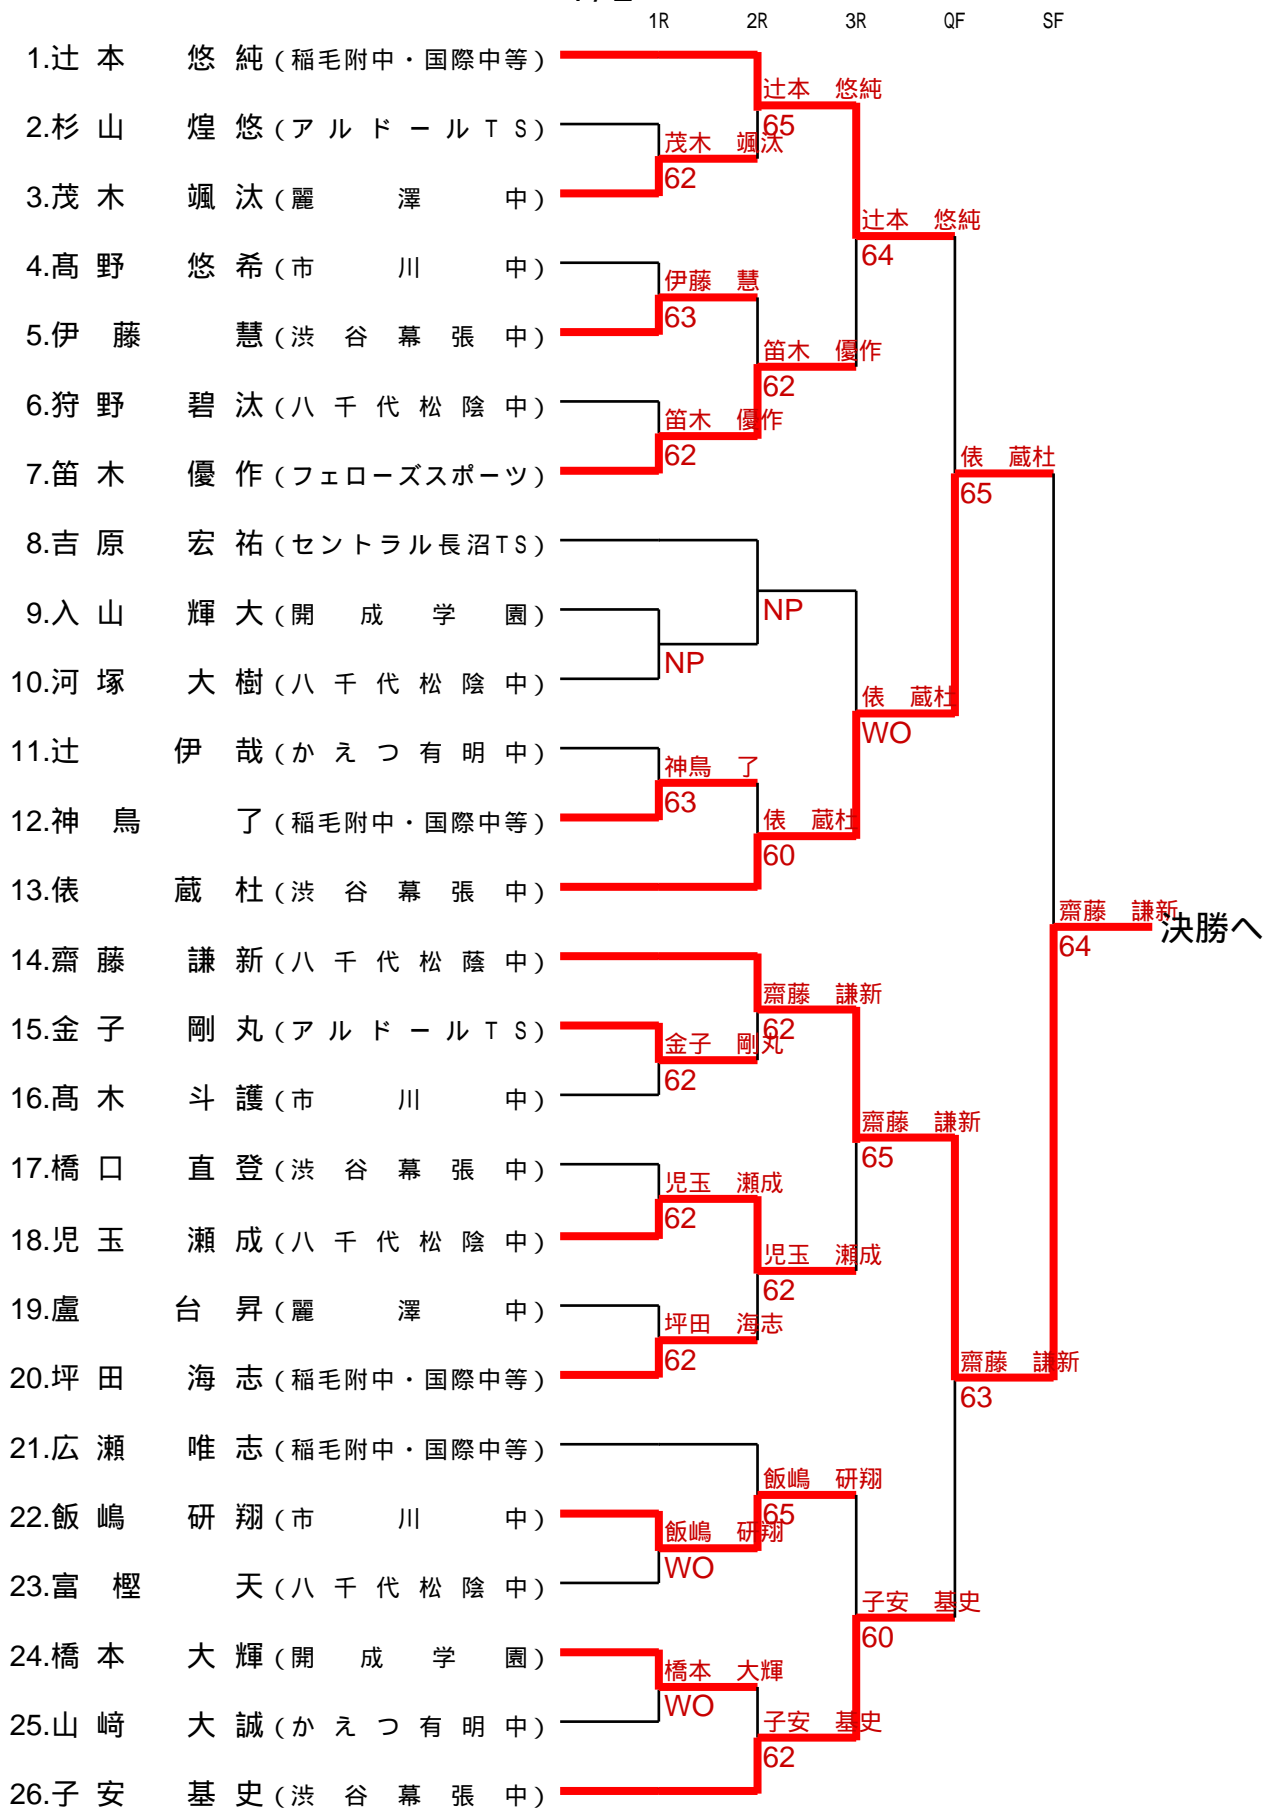 1R 2R 3R QF SF
1.辻本 悠純(稲毛附中・国際中等)
辻本 悠純
65
2.杉山 煌悠(アルドールTS)
茂木 颯汰
62
3.茂木 颯汰(麗澤中)
辻本 悠純
64
4.髙野 悠希(市川中)
伊藤 慧
63
5.伊藤 慧(渋谷幕張中)
笛木 優作
62
6.狩野 碧汰(八千代松陰中)
笛木 優作
62
7.笛木 優作(フェローズスポーツ)
俵 蔵杜
65
8.吉原 宏祐(セントラル長沼TS)
NP
9.入山 輝大(開成学園)
NP
10.河塚 大樹(八千代松陰中)
俵 蔵杜
WO
11.辻 伊哉(かえつ有明中)
神鳥 了
63
12.神鳥 了(稲毛附中・国際中等)
俵 蔵杜
60
13.俵 蔵杜(渋谷幕張中)
齋藤 謙新
64
決勝へ
14.齋藤 謙新(八千代松蔭中)
齋藤 謙新
62
15.金子 剛丸(アルドールTS)
金子 剛丸
62
16.髙木 斗護(市川中)
齋藤 謙新
65
17.橋口 直登(渋谷幕張中)
児玉 瀬成
62
18.児玉 瀬成(八千代松陰中)
児玉 瀬成
62
19.盧 台昇(麗澤中)
坪田 海志
62
20.坪田 海志(稲毛附中・国際中等)
齋藤 謙新
63
21.広瀬 唯志(稲毛附中・国際中等)
飯嶋 研翔
65
22.飯嶋 研翔(市川中)
飯嶋 研翔
WO
23.富樫 天(八千代松陰中)
子安 基史
60
24.橋本 大輝(開成学園)
橋本 大輝
WO
25.山﨑 大誠(かえつ有明中)
子安 基史
62
26.子安 基史(渋谷幕張中)